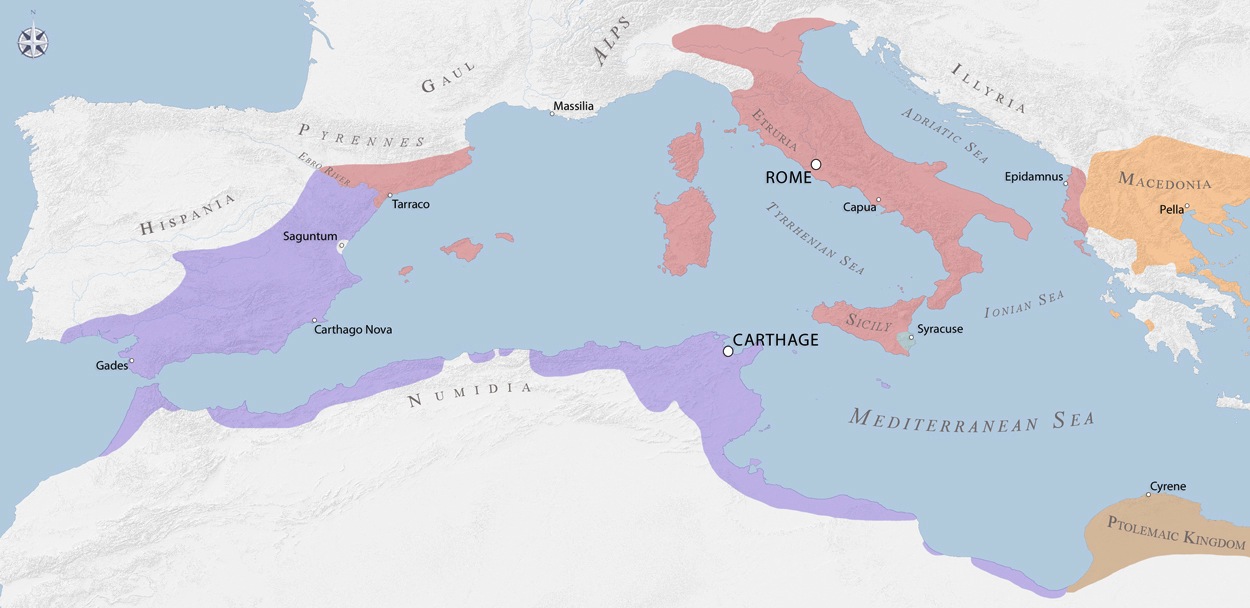 N
ALPS
GAUL
ILLYRIA
Massilia
PYRENNES
ETRURIA
ADRIATIC SEA
EBRO RIVER
ROME
Epidamnus
MACEDONIA
HISPANIA
Tarraco
Capua
Pella
Saguntum
TYRRHENIAN SEA
IONIAN SEA
Carthago Nova
SICILY
Syracuse
CARTHAGE
Gades
NUMIDIA
MEDITERRANEAN SEA
Cyrene
PTOLEMAIC KINGDOM